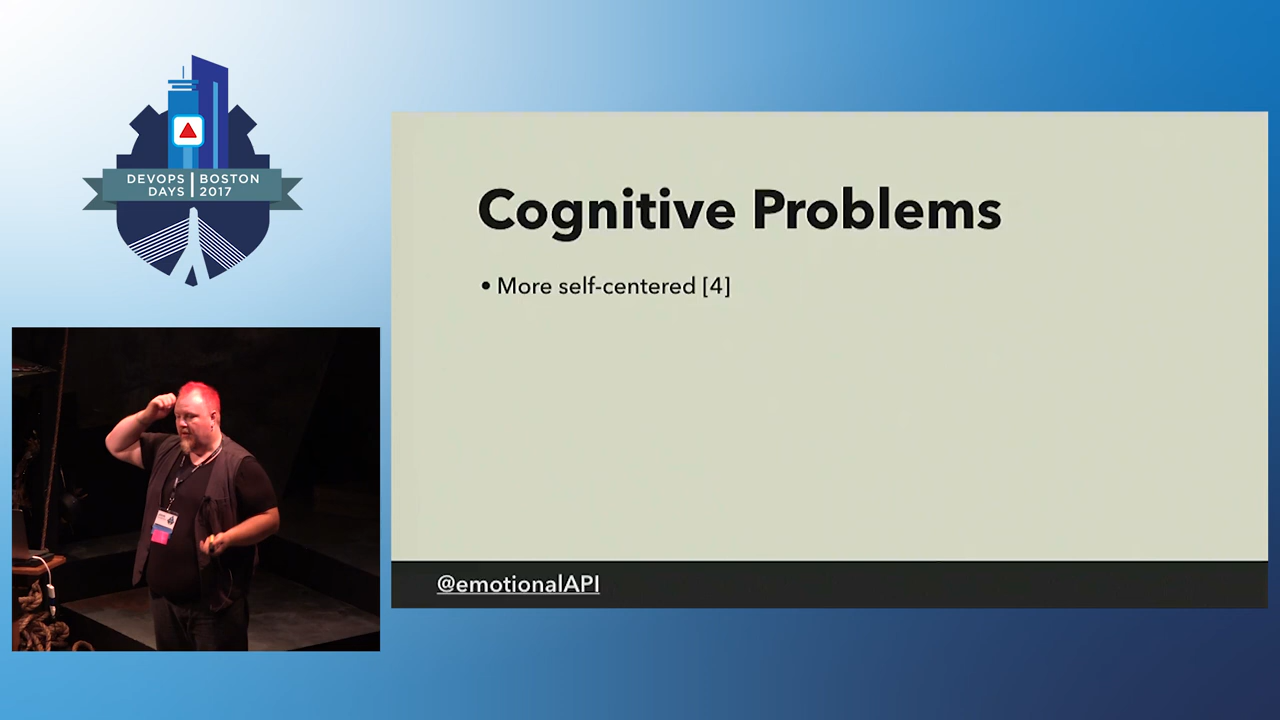 DEVOPS DAYS
BOSTON 2017
Cognitive Problems
• More self-centered [4]
@emotionalAPI